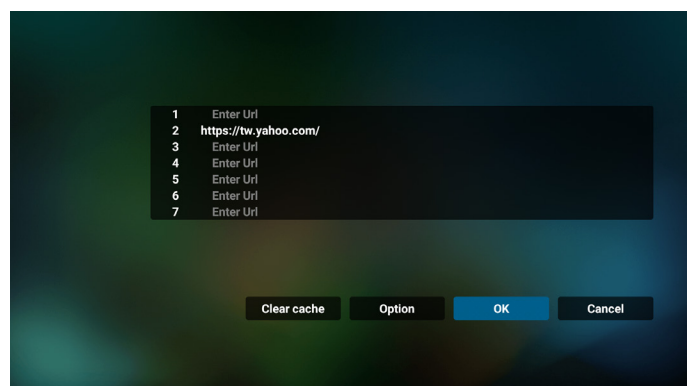 1 Enter Url
2 https://tw.yahoo.com/
3 Enter Url
4 Enter Url
5 Enter Url
6 Enter Url
7 Enter Url
Clear cache Option OK Cancel